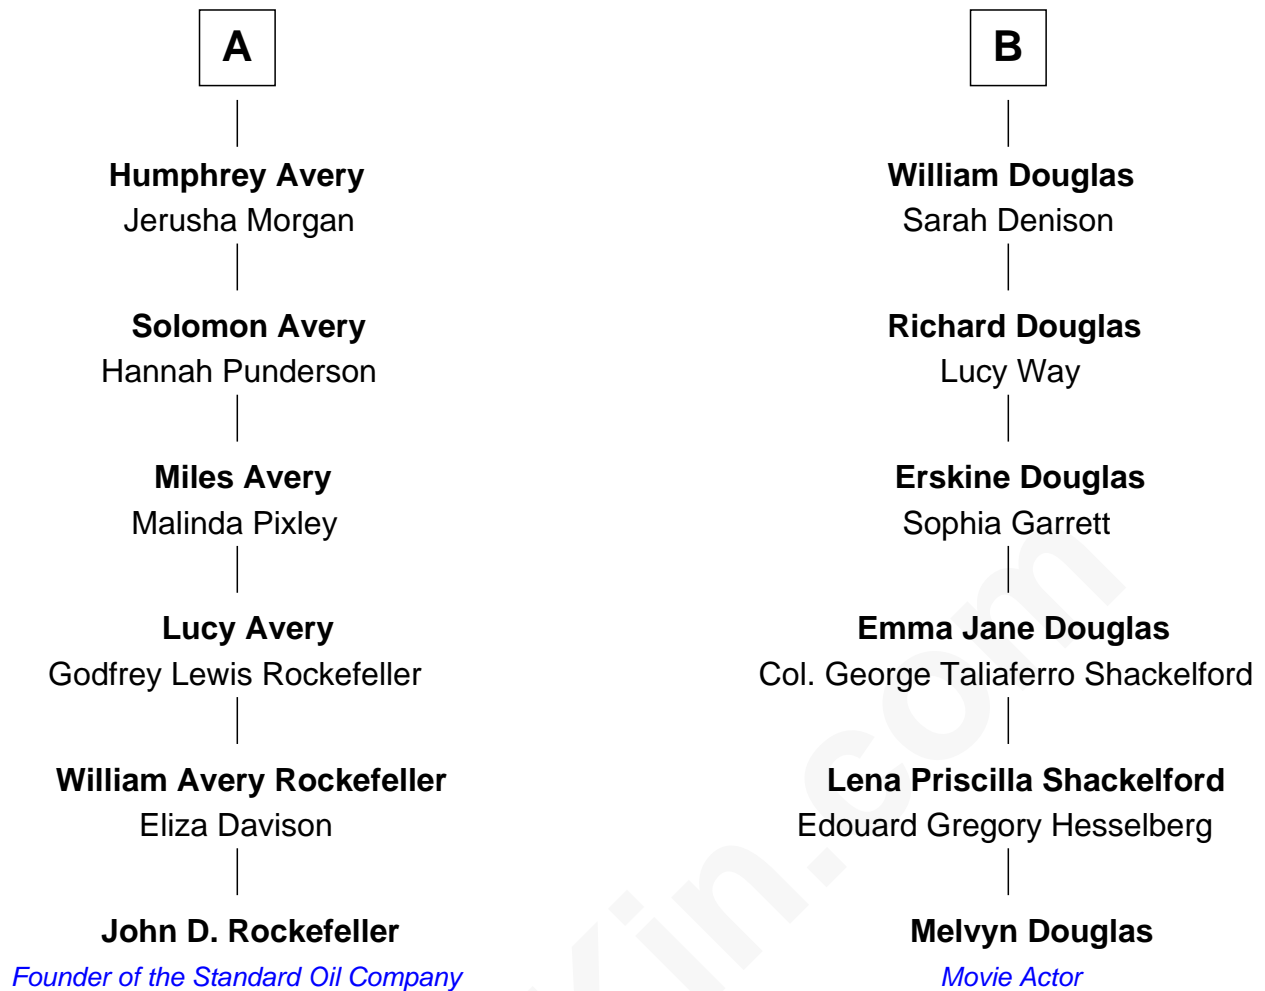 A
Humphrey Avery
Jerusha Morgan
Solomon Avery
Hannah Punderson
Miles Avery
Malinda Pixley
Lucy Avery
Godfrey Lewis Rockefeller
William Avery Rockefeller
Eliza Davison
John D. Rockefeller
Founder of the Standard Oil Company
B
William Douglas
Sarah Denison
Richard Douglas
Lucy Way
Erskine Douglas
Sophia Garrett
Emma Jane Douglas
Col. George Taliaferro Shackelford
Lena Priscilla Shackelford
Edouard Gregory Hesselberg
Melvyn Douglas
Movie Actor
Kin.com